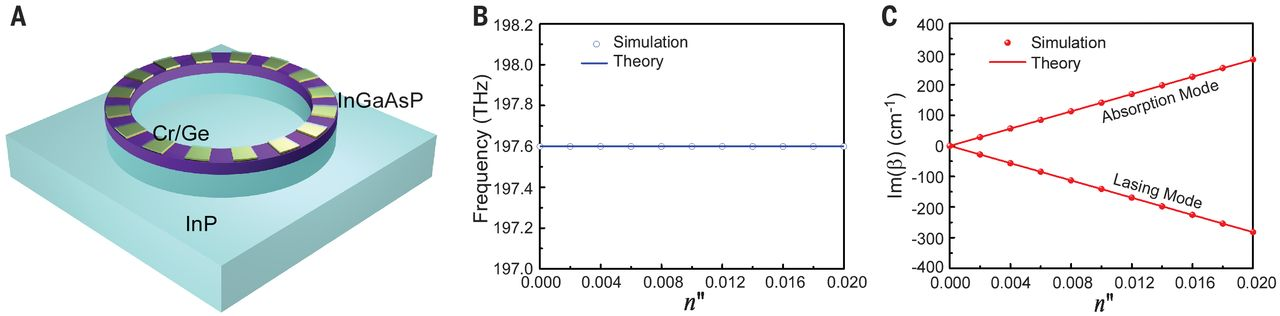 A
InGaAsP
Cr/Ge
InP
B
Simulation
Theory
Frequency (THz)
198.2
198.0
197.8
197.6
197.4
197.2
197.0
0.000 0.004 0.008 0.012 0.016 0.020
n"
C
Simulation
Theory
Absorption Mode
Lasing Mode
Im(β) (cm⁻¹)
400
300
200
100
0
-100
-200
-300
-400
0.000 0.004 0.008 0.012 0.016 0.020
n"